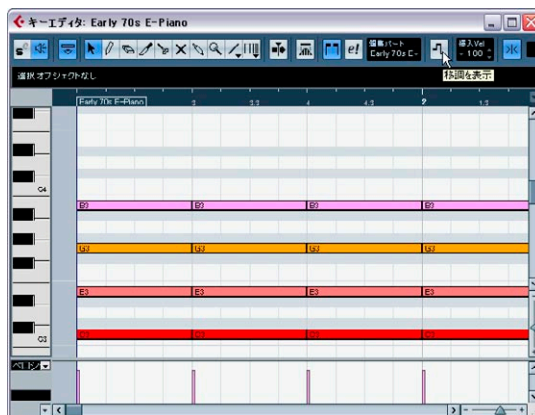 キーエディタ: Early 70s E-Piano
編集パート
Early 70s E-
挿入Vel
100
移調を表示
選択オブジェクトなし
Early 70s E-Piano
2
1.3
C4
B3 B3 B3 B3
G3 G3 G3 G3
E3 E3 E3 E3
C3 C3 C3 C3
C3
ベロシ